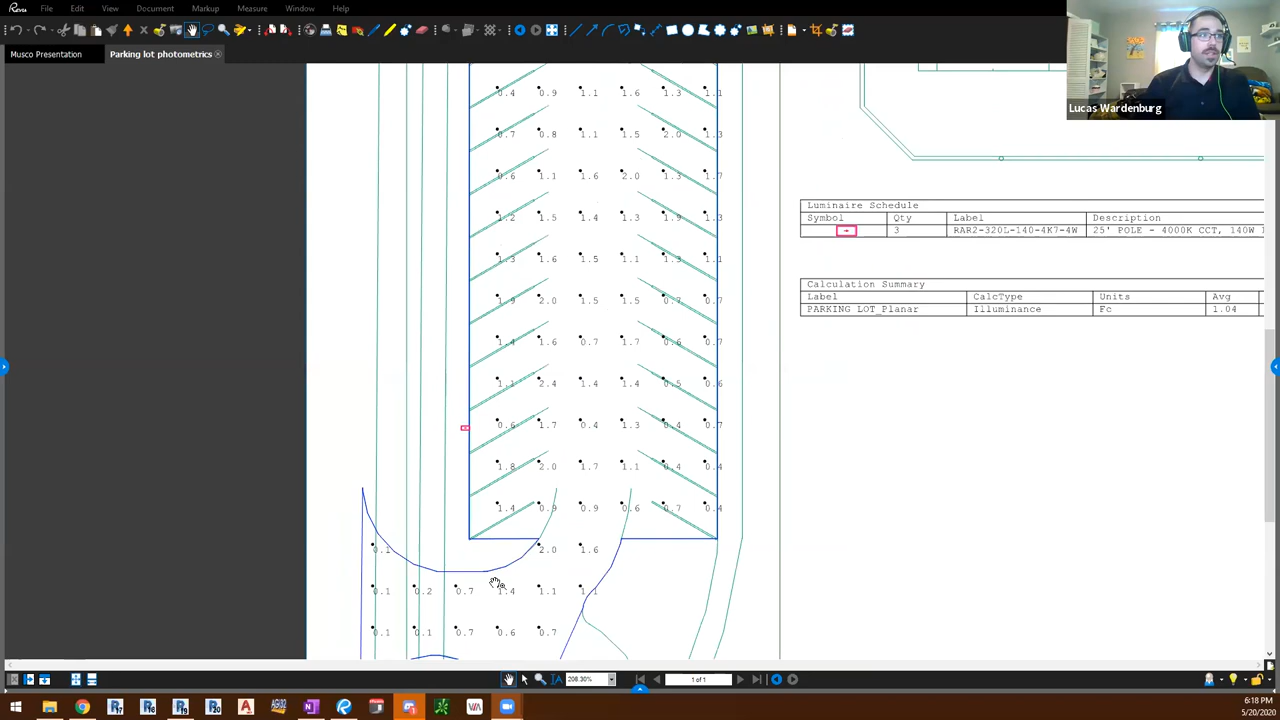 Revu File Edit View Document Markup Measure Window Help
Musco Presentation Parking lot photometrics
Lucas Wardenburg
0.4 0.9 1.1 1.6 1.3 1.1
0.7 0.8 1.1 1.5 2.0 1.3
0.6 1.1 1.6 2.0 1.3 1.7
1.2 1.5 1.4 1.3 1.9 1.3
1.3 1.6 1.5 1.1 0.8 1.1
1.9 2.0 1.5 1.5 0.7 0.7
1.4 1.6 0.7 1.7 0.6 0.7
1.1 2.4 1.4 1.4 0.5 0.6
0.6 1.7 0.4 1.3 0.4 0.7
1.8 2.0 1.7 1.1 0.4 0.4
1.4 0.9 0.9 0.6 0.7 0.4
0.1 2.0 1.6
0.1 0.2 0.7 1.4 1.1 1.1
0.1 0.1 0.7 0.6 0.7
Luminaire Schedule
Symbol Qty Label Description
3 RAR2-320L-140-4K7-4W 25' POLE - 4000K CCT, 140W
Calculation Summary
Label CalcType Units Avg
PARKING LOT_Planar Illuminance Fc 1.04
208.30% 1 of 1
6:18 PM
5/20/2020